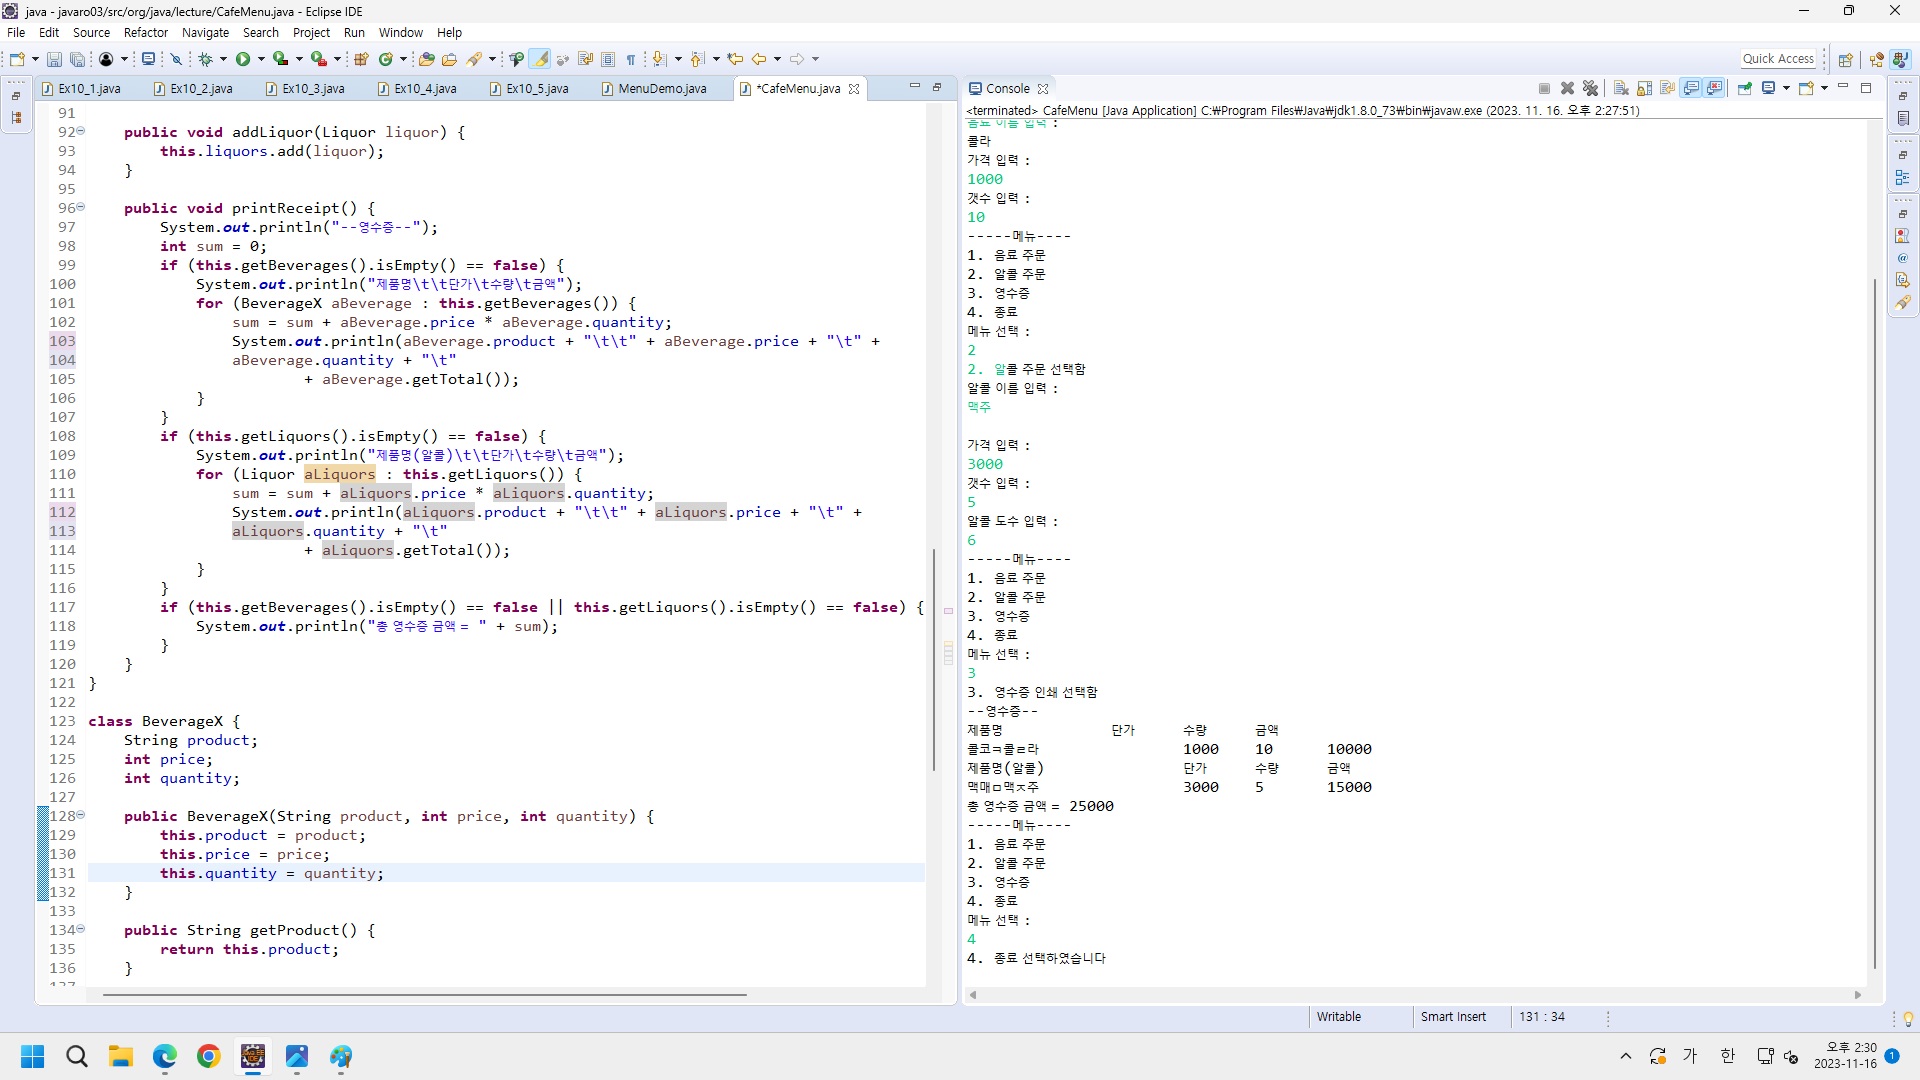 java - javaro03/src/org/java/lecture/CafeMenu.java - Eclipse IDE
File Edit Source Refactor Navigate Search Project Run Window Help
Quick Access
Ex10_1.java Ex10_2.java Ex10_3.java Ex10_4.java Ex10_5.java MenuDemo.java *CafeMenu.java
91
92 public void addLiquor(Liquor liquor) {
93 this.liquors.add(liquor);
94 }
95
96 public void printReceipt() {
97 System.out.println("--영수증--");
98 int sum = 0;
99 if (this.getBeverages().isEmpty() == false) {
100 System.out.println("제품명\t\t단가\t수량\t금액");
101 for (BeverageX aBeverage : this.getBeverages()) {
102 sum = sum + aBeverage.price * aBeverage.quantity;
103 System.out.println(aBeverage.product + "\t\t" + aBeverage.price + "\t" +
104 aBeverage.quantity + "\t"
105 + aBeverage.getTotal());
106 }
107 }
108 if (this.getLiquors().isEmpty() == false) {
109 System.out.println("제품명(알콜)\t\t단가\t수량\t금액");
110 for (Liquor aLiquors : this.getLiquors()) {
111 sum = sum + aLiquors.price * aLiquors.quantity;
112 System.out.println(aLiquors.product + "\t\t" + aLiquors.price + "\t" +
113 aLiquors.quantity + "\t"
114 + aLiquors.getTotal());
115 }
116 }
117 if (this.getBeverages().isEmpty() == false || this.getLiquors().isEmpty() == false) {
118 System.out.println("총 영수증 금액 = " + sum);
119 }
120 }
121 }
122
123 class BeverageX {
124 String product;
125 int price;
126 int quantity;
127
128 public BeverageX(String product, int price, int quantity) {
129 this.product = product;
130 this.price = price;
131 this.quantity = quantity;
132 }
133
134 public String getProduct() {
135 return this.product;
136 }
137
Console
<terminated> CafeMenu [Java Application] C:₩Program Files₩Java₩jdk1.8.0_73₩bin₩javaw.exe (2023. 11. 16. 오후 2:27:51)
음료 이름 입력 :
콜라
가격 입력 :
1000
갯수 입력 :
10
-----메뉴----
1. 음료 주문
2. 알콜 주문
3. 영수증
4. 종료
메뉴 선택 :
2
2. 알콜 주문 선택함
알콜 이름 입력 :
맥주
가격 입력 :
3000
갯수 입력 :
5
알콜 도수 입력 :
6
-----메뉴----
1. 음료 주문
2. 알콜 주문
3. 영수증
4. 종료
메뉴 선택 :
3
3. 영수증 인쇄 선택함
--영수증--
제품명 단가 수량 금액
콜코ㅋ콜ㄹ라 1000 10 10000
제품명(알콜) 단가 수량 금액
맥매ㅁ맥ㅈ주 3000 5 15000
총 영수증 금액 = 25000
-----메뉴----
1. 음료 주문
2. 알콜 주문
3. 영수증
4. 종료
메뉴 선택 :
4
4. 종료 선택하였습니다
Writable Smart Insert 131 : 34
가 한 오후 2:30
2023-11-16 1